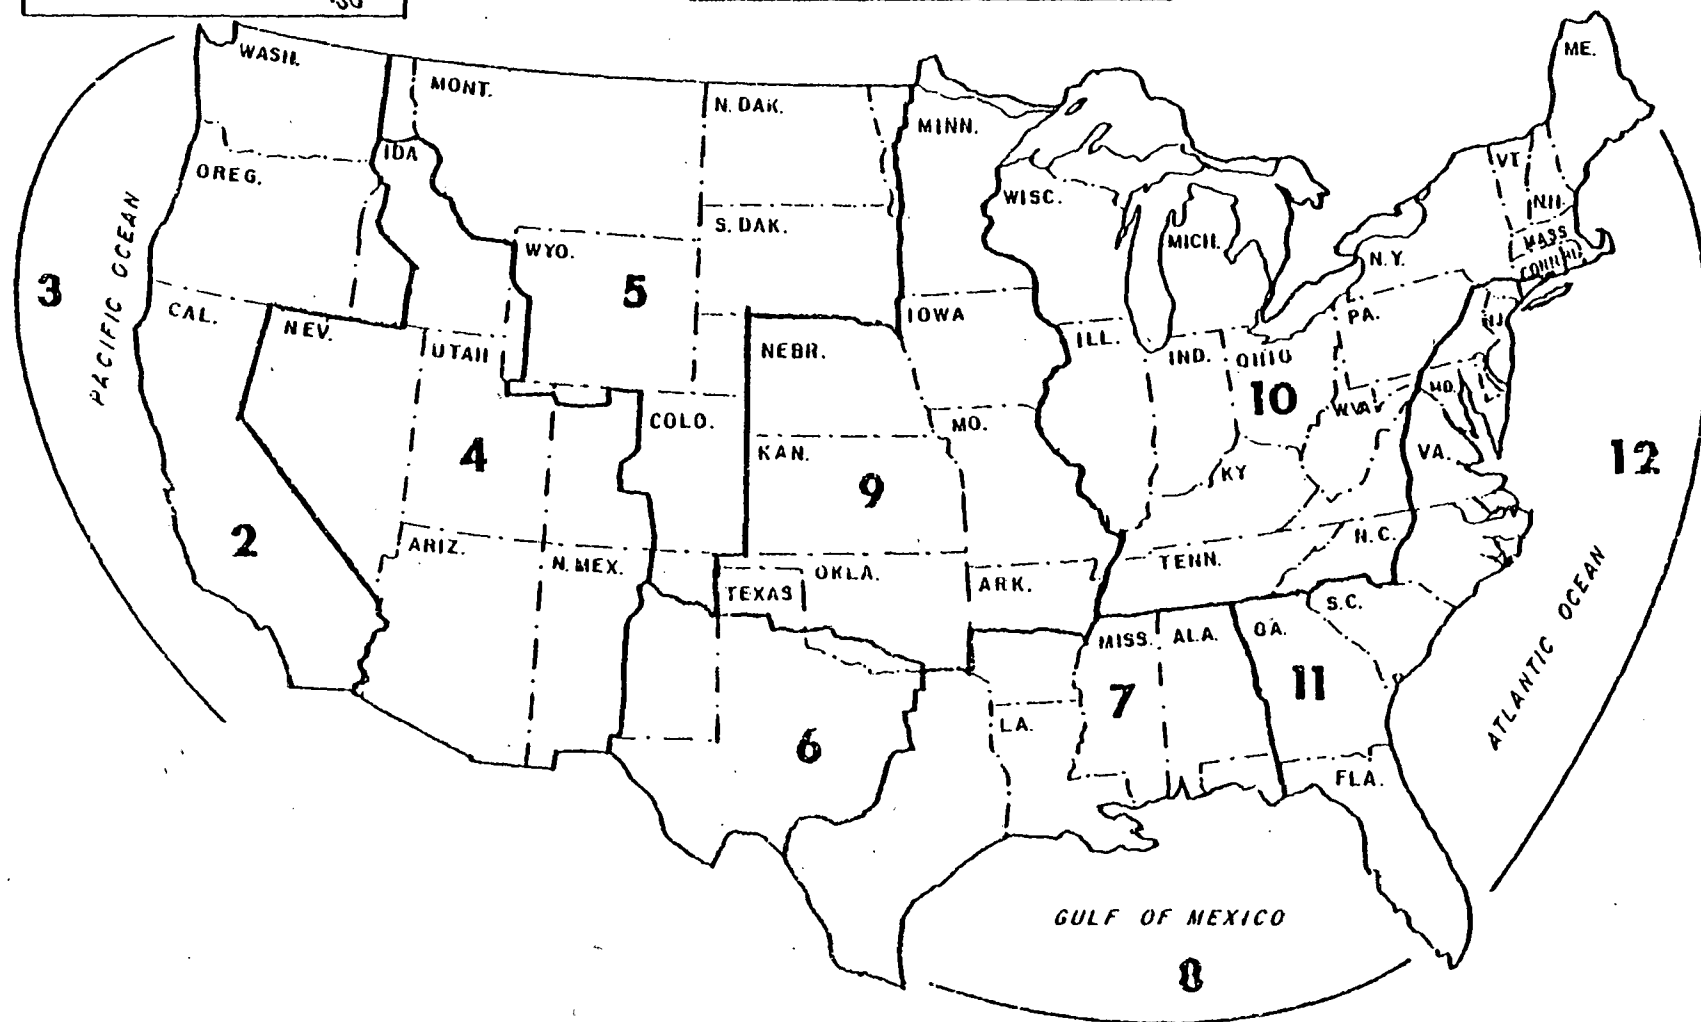 WASH.
MONT.
N. DAK.
MINN.
ME.
IDA
OREG.
VT.
WISC.
N.H.
S. DAK.
MICH.
MASS
WYO.
N.Y.
CONN
R.I.
3
PACIFIC OCEAN
5
CAL.
NEV.
IOWA
PA.
N.J.
UTAH
NEBR.
ILL.
IND.
OHIO
MD.
10
W.VA.
COLO.
MO.
4
KAN.
KY
VA.
12
9
2
ARIZ.
N. MEX.
OKLA.
TENN.
N.C.
TEXAS
ARK.
S.C.
MISS.
ALA.
GA.
ATLANTIC OCEAN
7
11
LA.
6
FLA.
GULF OF MEXICO
8